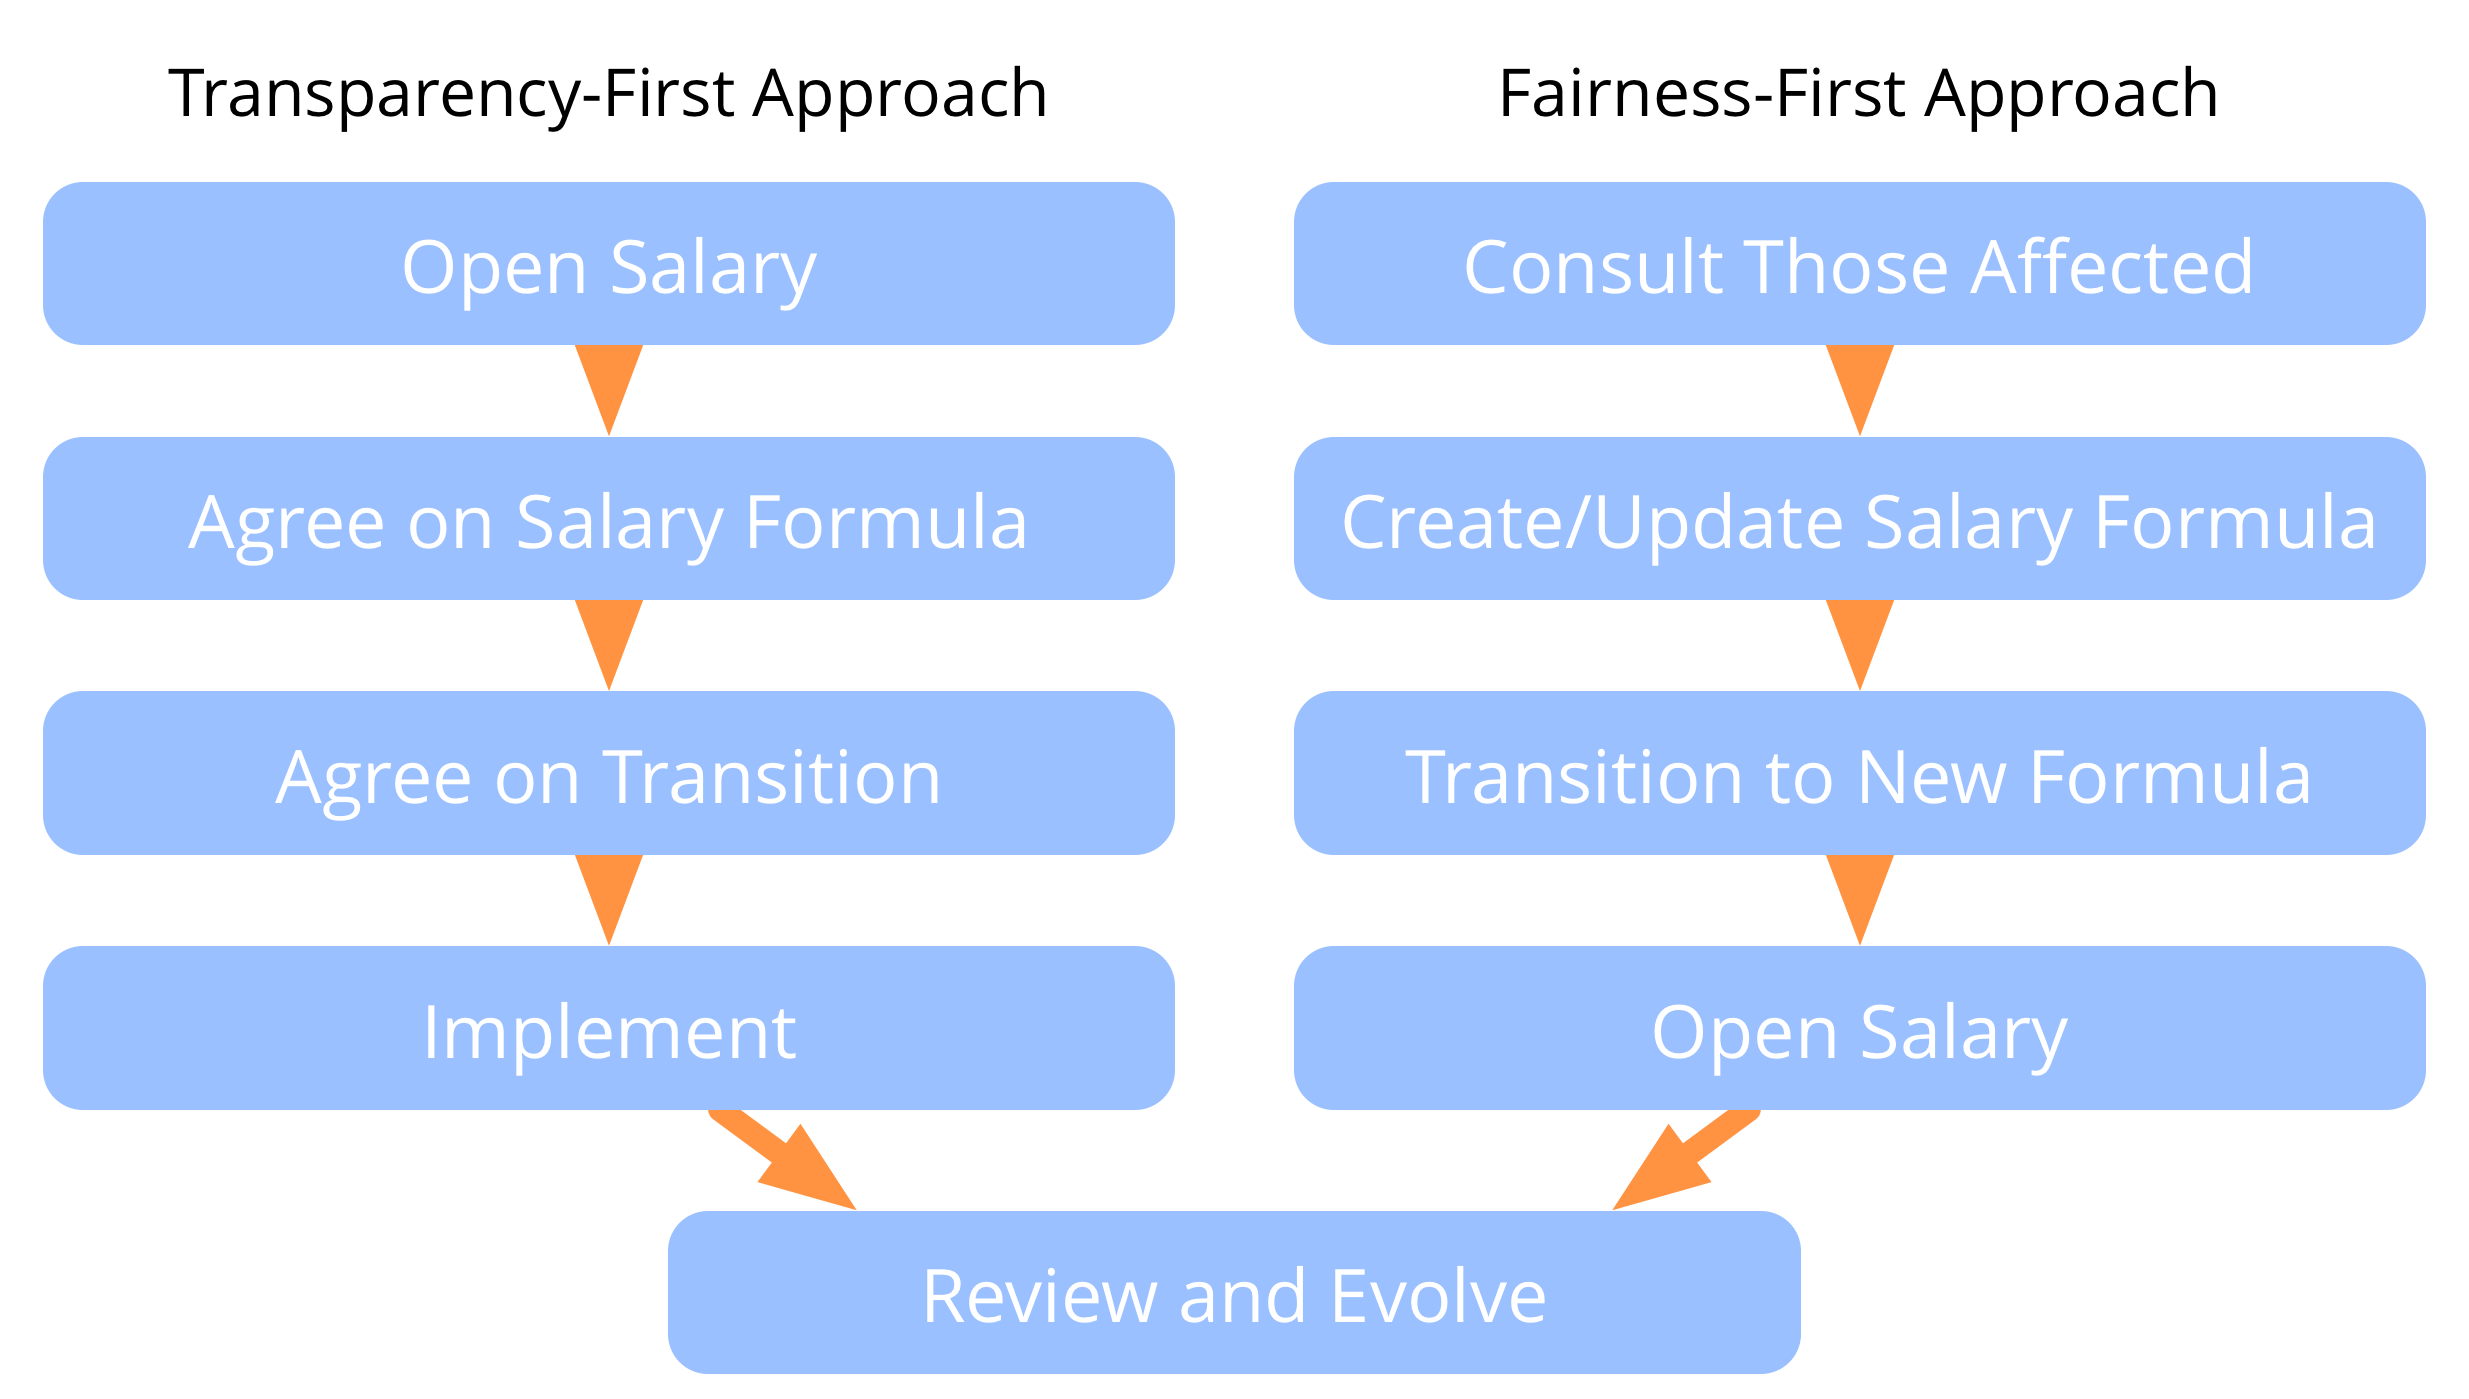 Transparency-First Approach
Open Salary
Agree on Salary Formula
Agree on Transition
Implement
Fairness-First Approach
Consult Those Affected
Create/Update Salary Formula
Transition to New Formula
Open Salary
Review and Evolve